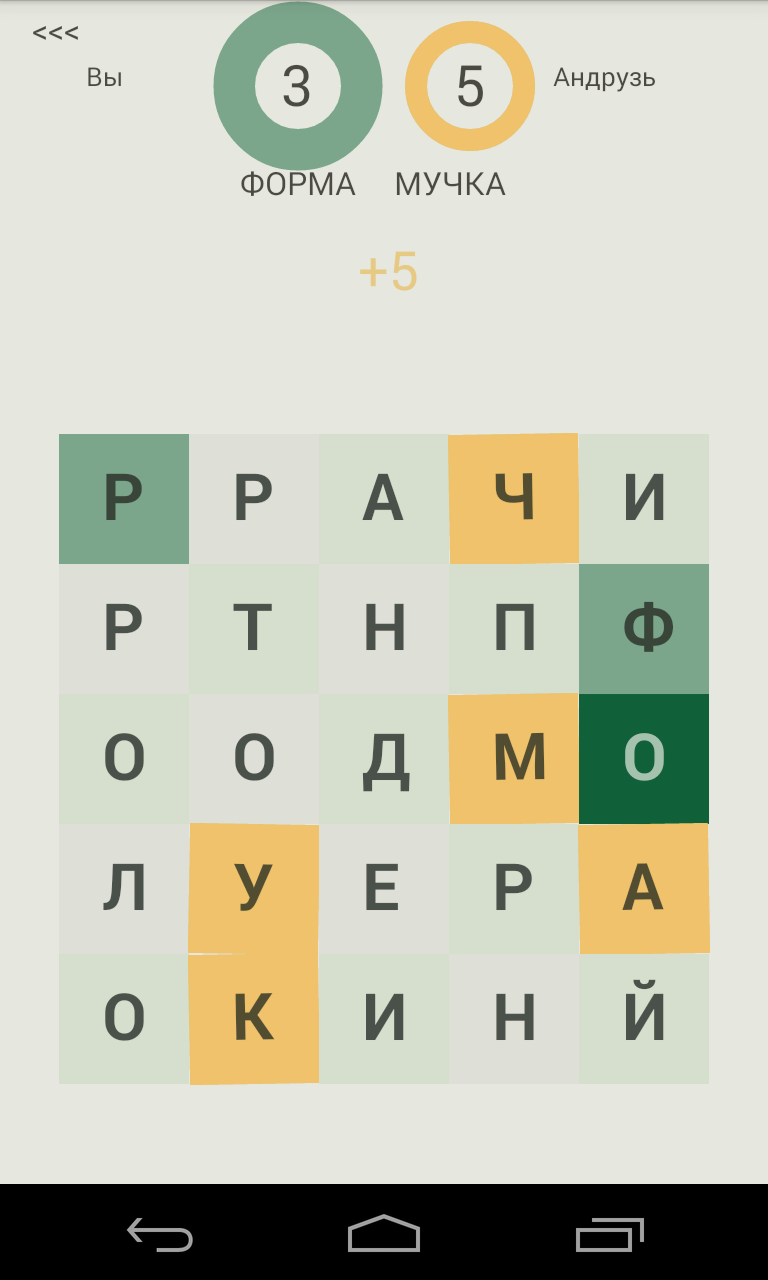 <<<
Вы 3 5 Андрузь
ФОРМА МУЧКА
+5
Р Р А Ч И
Р Т Н П Ф
О О Д М О
Л У Е Р А
О К И Н Й